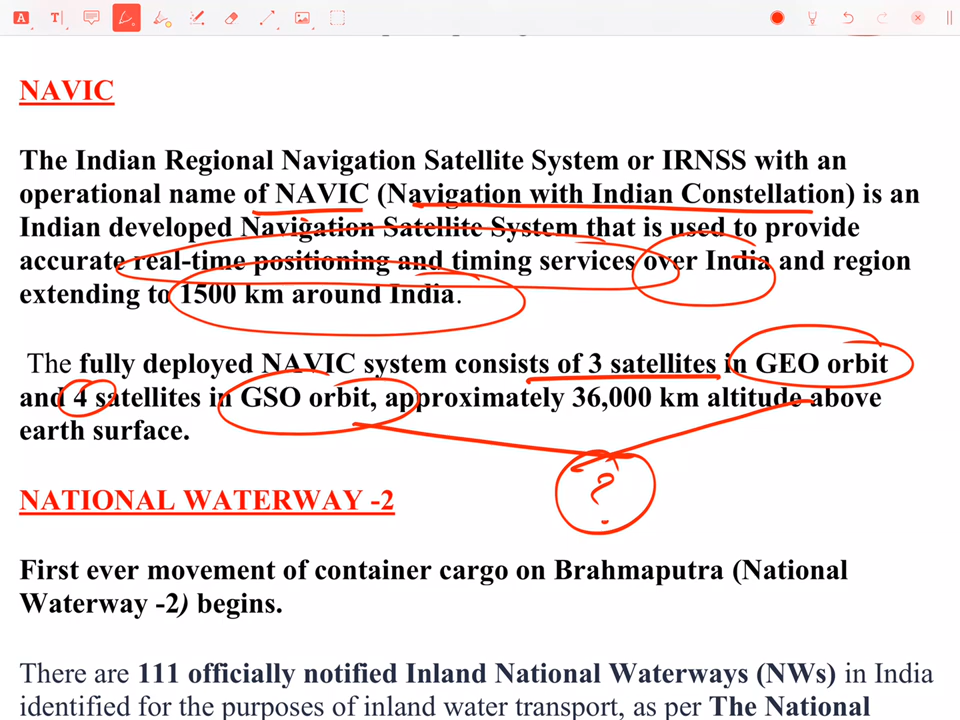 NAVIC
The Indian Regional Navigation Satellite System or IRNSS with an
operational name of NAVIC (Navigation with Indian Constellation) is an
Indian developed Navigation Satellite System that is used to provide
accurate real-time positioning and timing services over India and region
extending to 1500 km around India.
The fully deployed NAVIC system consists of 3 satellites in GEO orbit
and 4 satellites in GSO orbit, approximately 36,000 km altitude above
earth surface.
?
NATIONAL WATERWAY -2
First ever movement of container cargo on Brahmaputra (National
Waterway -2) begins.
There are 111 officially notified Inland National Waterways (NWs) in India
identified for the purposes of inland water transport, as per The National